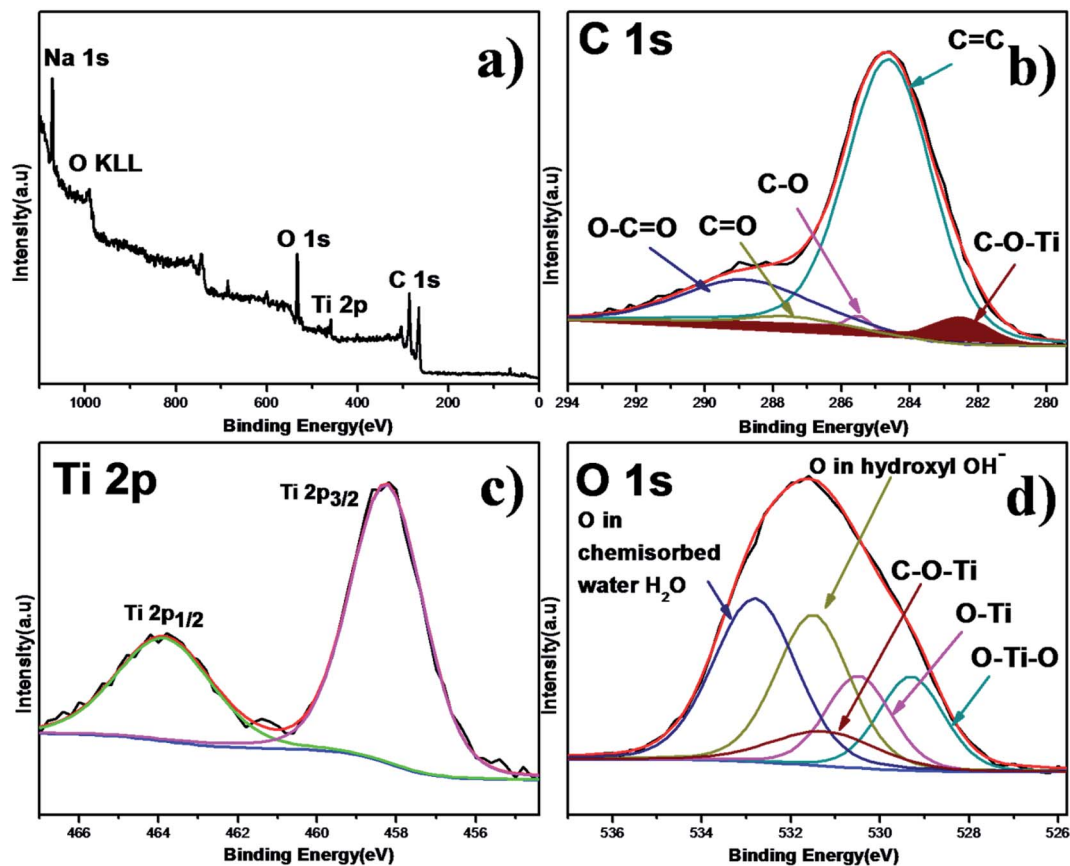 a)
Na 1s
O KLL
O 1s
Ti 2p
C 1s
Intensity(a.u)
1000 800 600 400 200 0
Binding Energy(eV)
C 1s
b)
C=C
C-O
O-C=O
C=O
C-O-Ti
Intensity(a.u)
294 292 290 288 286 284 282 280
Binding Energy(eV)
Ti 2p
c)
Ti 2p3/2
Ti 2p1/2
Intensity(a.u)
466 464 462 460 458 456
Binding Energy(eV)
O 1s
d)
O in hydroxyl OH⁻
O in
chemisorbed
water H₂O
C-O-Ti
O-Ti
O-Ti-O
Intensity(a.u)
536 534 532 530 528 526
Binding Energy(eV)